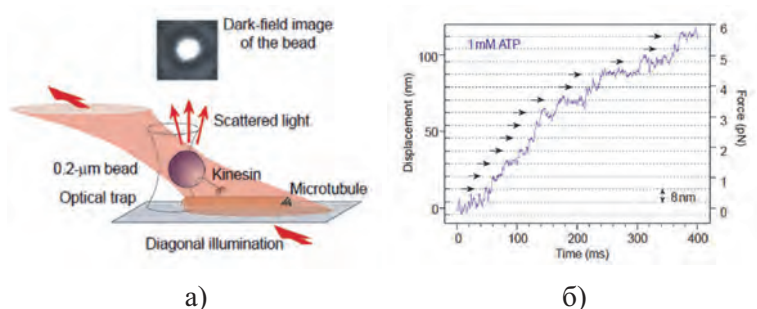 Dark-field image
of the bead
Scattered light
0.2-μm bead
Kinesin
Optical trap
Microtubule
Diagonal illumination
а)
1mM ATP
Displacement (nm)
100
50
0
Force (pN)
6
5
4
3
2
1
0
8nm
0 100 200 300 400
Time (ms)
б)